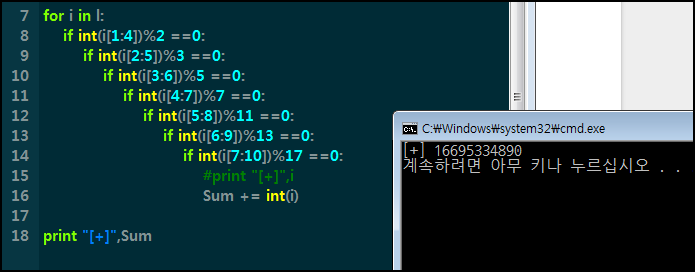 7 for i in l:
8 if int(i[1:4])%2 ==0:
9 if int(i[2:5])%3 ==0:
10 if int(i[3:6])%5 ==0:
11 if int(i[4:7])%7 ==0:
12 if int(i[5:8])%11 ==0:
13 if int(i[6:9])%13 ==0:
14 if int(i[7:10])%17 ==0:
15 #print "[+]",i
16 Sum += int(i)
17
18 print "[+]",Sum
C:₩Windows₩system32₩cmd.exe
[+] 16695334890
계속하려면 아무 키나 누르십시오 . .